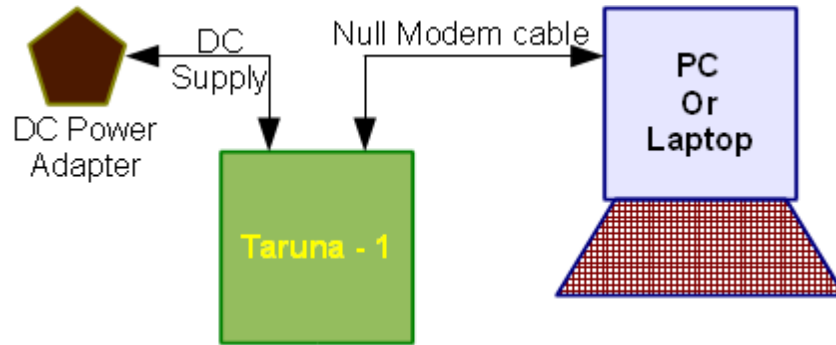 DC
Supply
Null Modem cable
PC
Or
Laptop
DC Power
Adapter
Taruna - 1